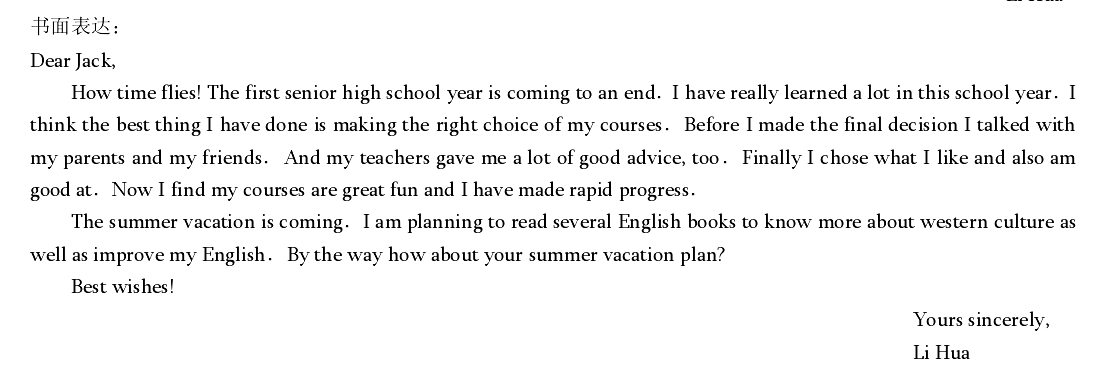 书面表达：
Dear Jack,
How time flies! The first senior high school year is coming to an end. I have really learned a lot in this school year. I
think the best thing I have done is making the right choice of my courses. Before I made the final decision I talked with
my parents and my friends. And my teachers gave me a lot of good advice, too. Finally I chose what I like and also am
good at. Now I find my courses are great fun and I have made rapid progress.
The summer vacation is coming. I am planning to read several English books to know more about western culture as
well as improve my English. By the way how about your summer vacation plan?
Best wishes!
Yours sincerely,
Li Hua